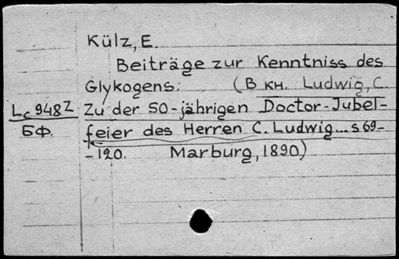 Külz, E.
Beiträge zur Kenntniss des
Glykogens: (В кн. Ludwig, C.
Lc 948Z Zu der 50-jährigen Doctor-Jubel-
БФ. feier des Herren C. Ludwig... s 69-
-120. Marburg, 1890)